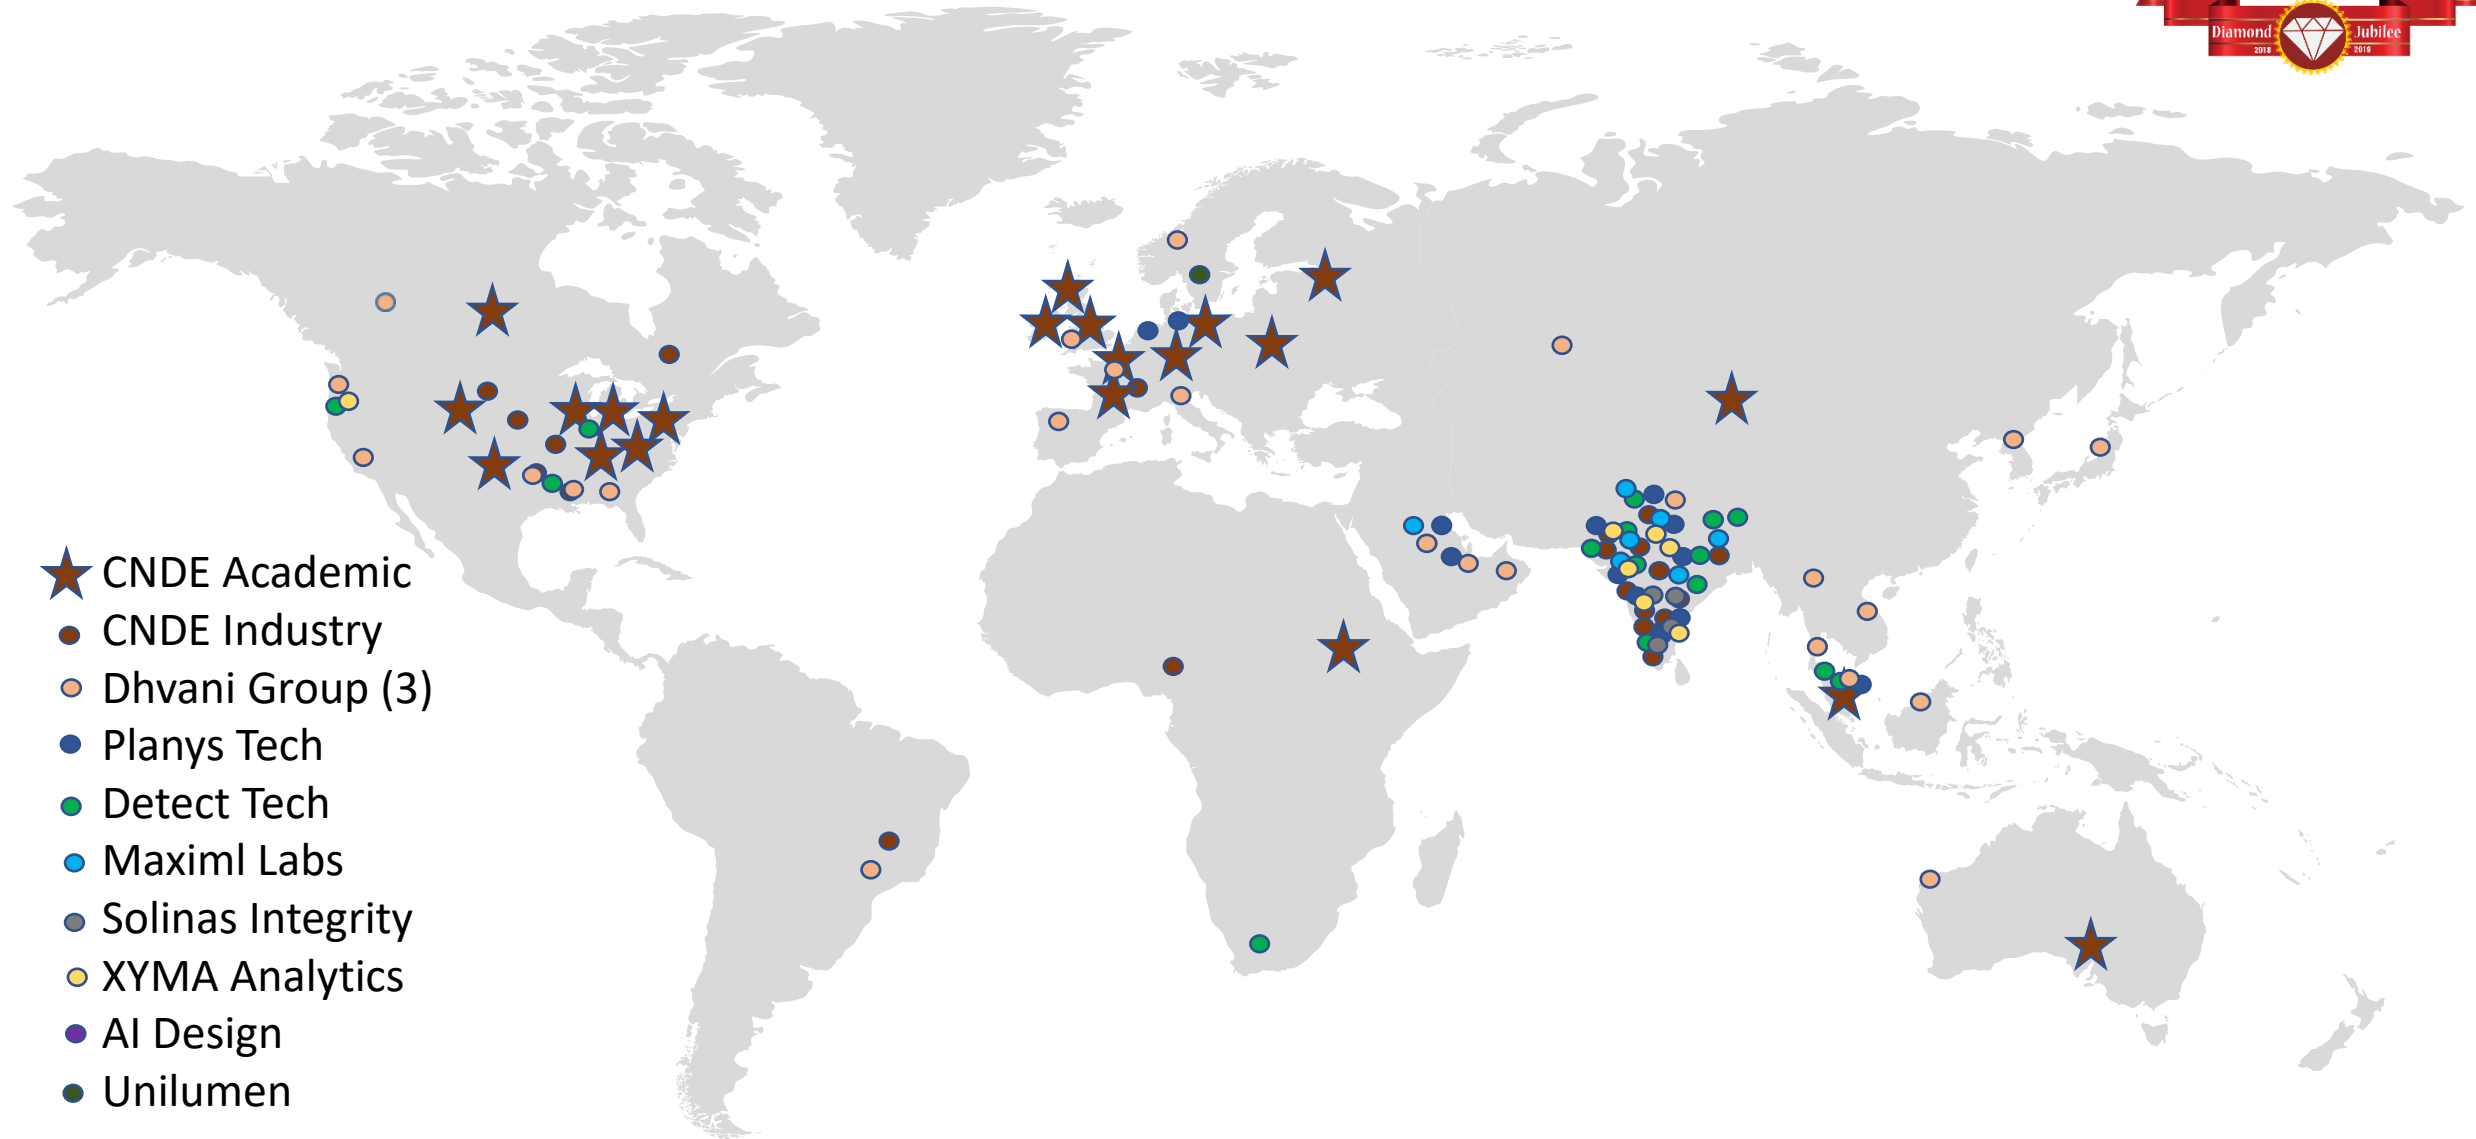 Diamond Jubilee
2018 2019
CNDE Academic
CNDE Industry
Dhvani Group (3)
Planys Tech
Detect Tech
Maximl Labs
Solinas Integrity
XYMA Analytics
AI Design
Unilumen